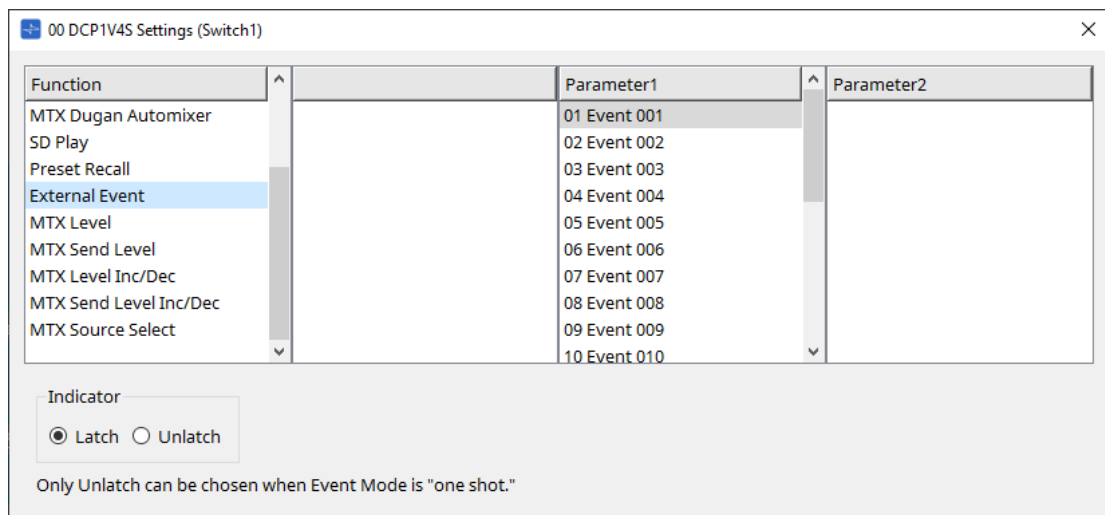 00 DCP1V4S Settings (Switch1)
Function
Parameter1
Parameter2
MTX Dugan Automixer
SD Play
Preset Recall
External Event
MTX Level
MTX Send Level
MTX Level Inc/Dec
MTX Send Level Inc/Dec
MTX Source Select
01 Event 001
02 Event 002
03 Event 003
04 Event 004
05 Event 005
06 Event 006
07 Event 007
08 Event 008
09 Event 009
10 Event 010
Indicator
Latch Unlatch
Only Unlatch can be chosen when Event Mode is "one shot."